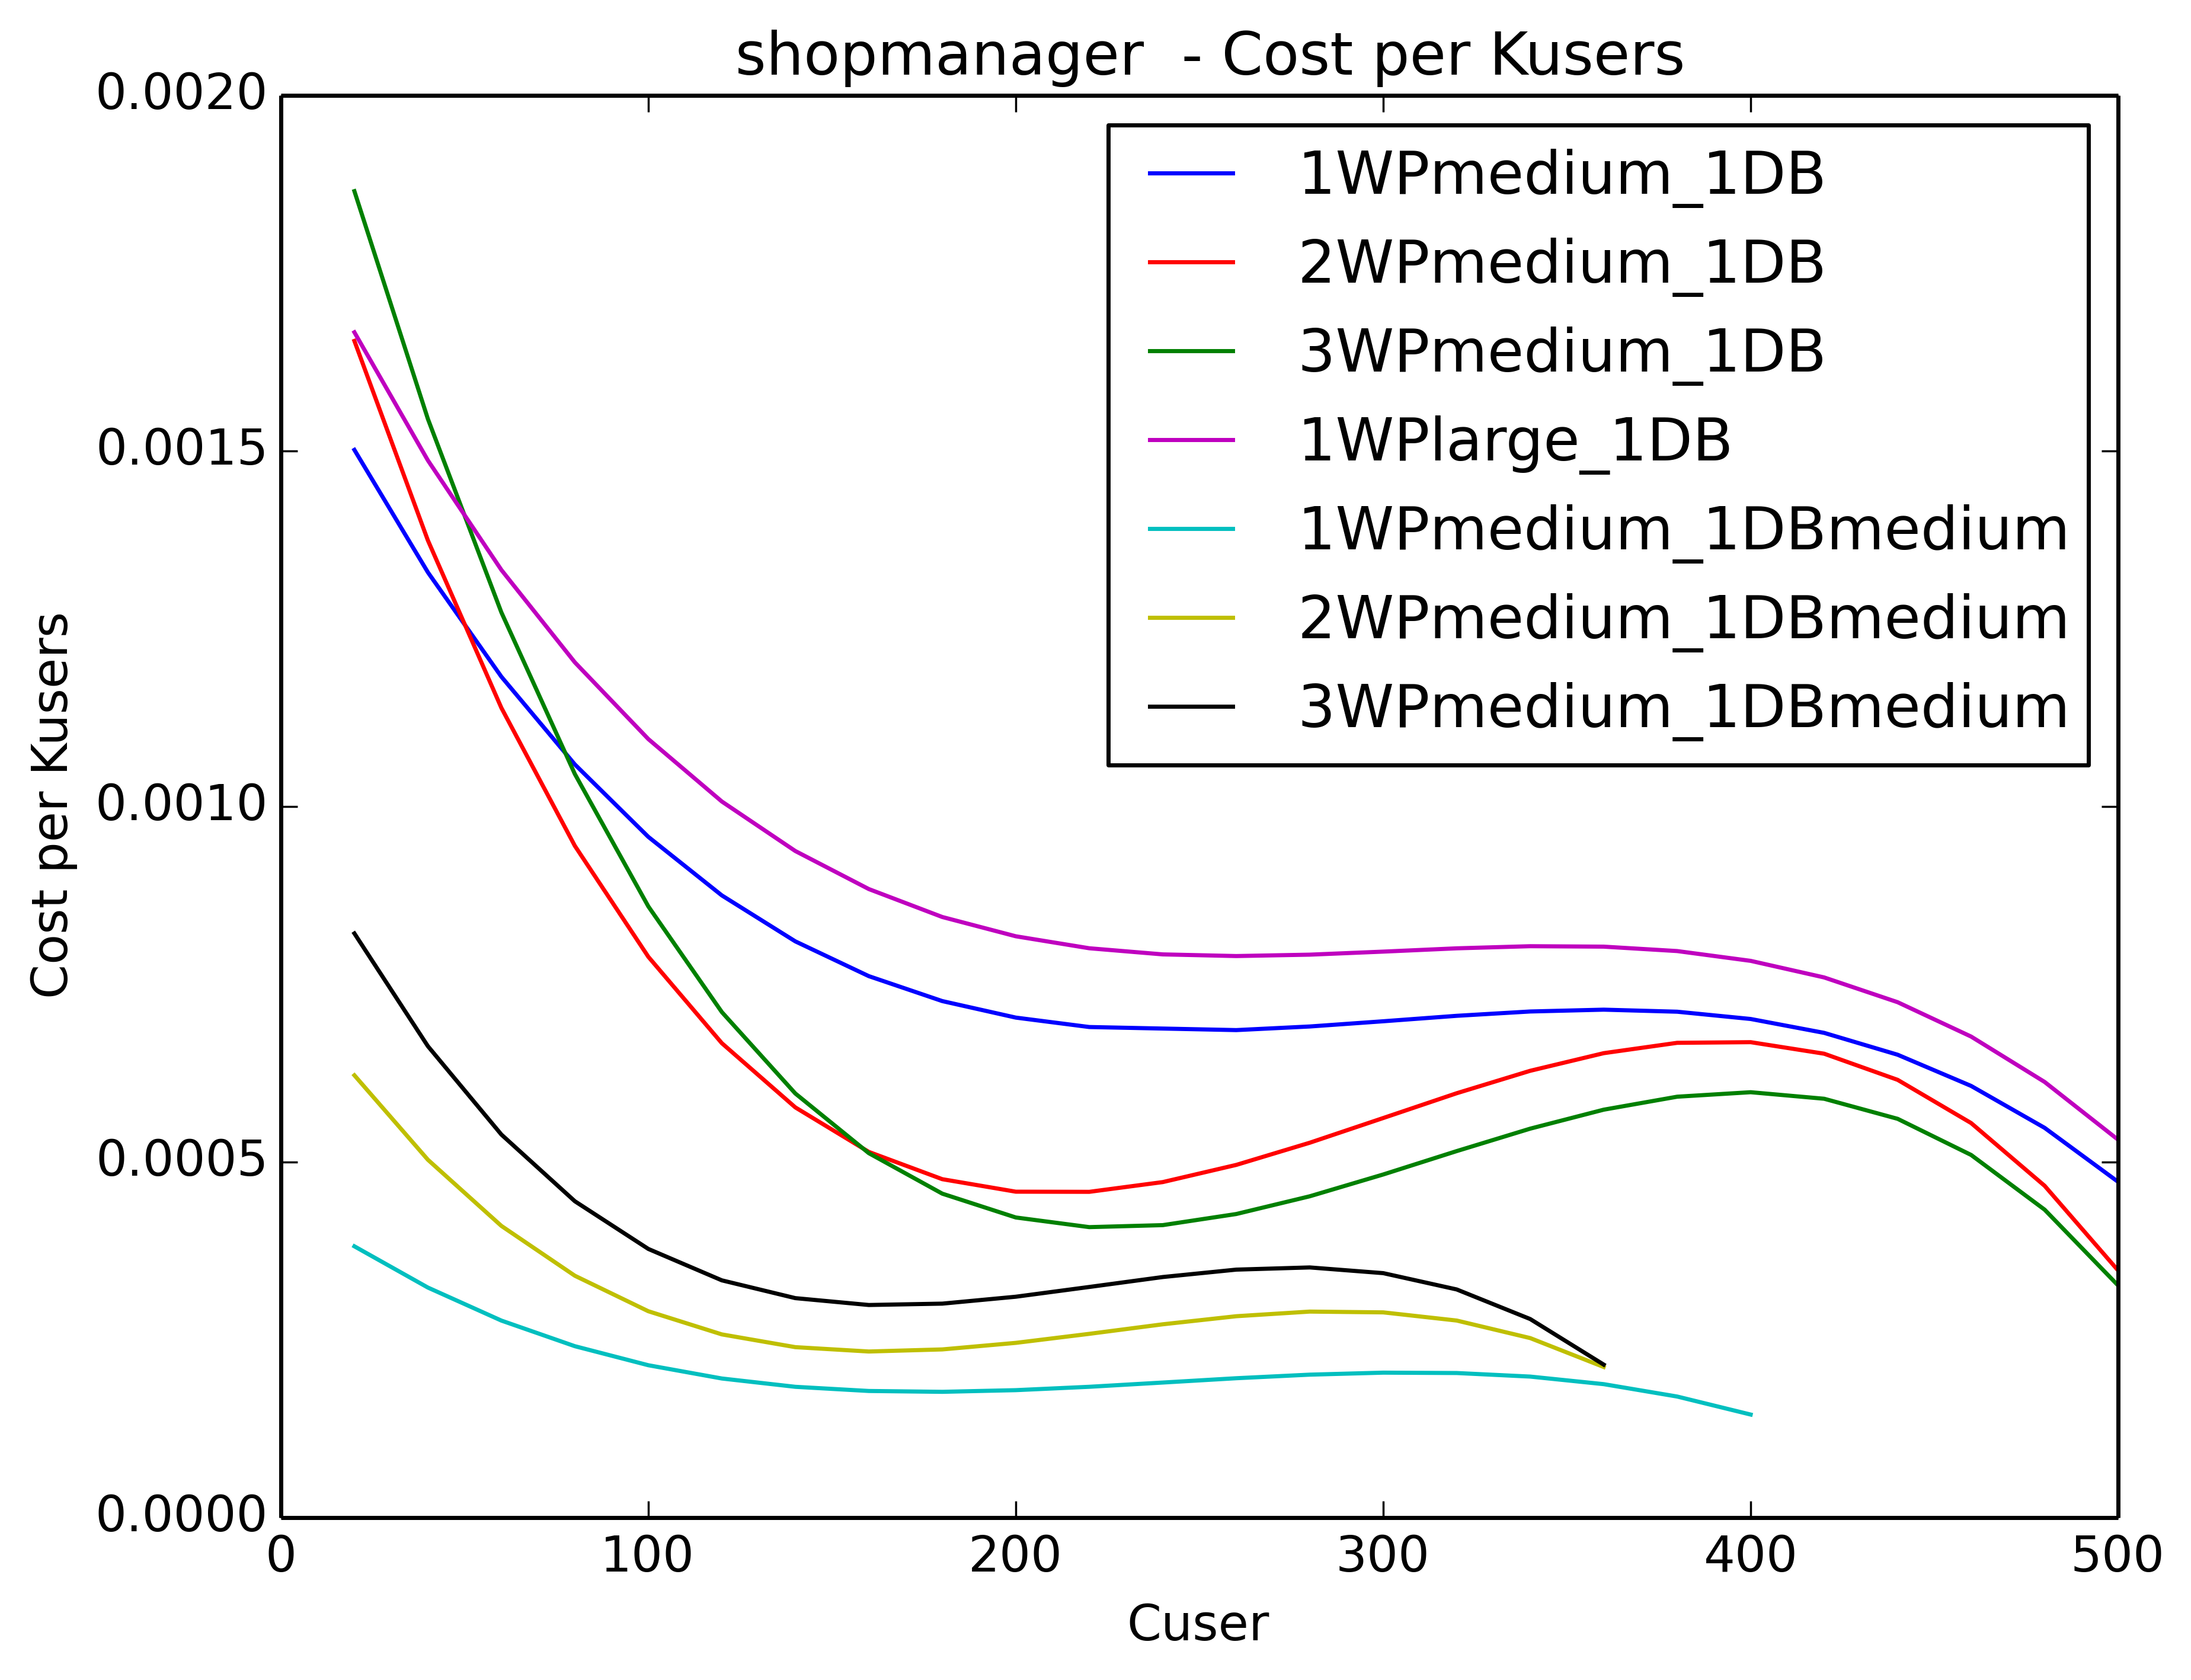 shopmanager  - Cost per Kusers
0.0020
0.0015
0.0010
0.0005
0.0000
Cost per Kusers
1WPmedium_1DB
2WPmedium_1DB
3WPmedium_1DB
1WPlarge_1DB
1WPmedium_1DBmedium
2WPmedium_1DBmedium
3WPmedium_1DBmedium
0 100 200 300 400 500
Cuser